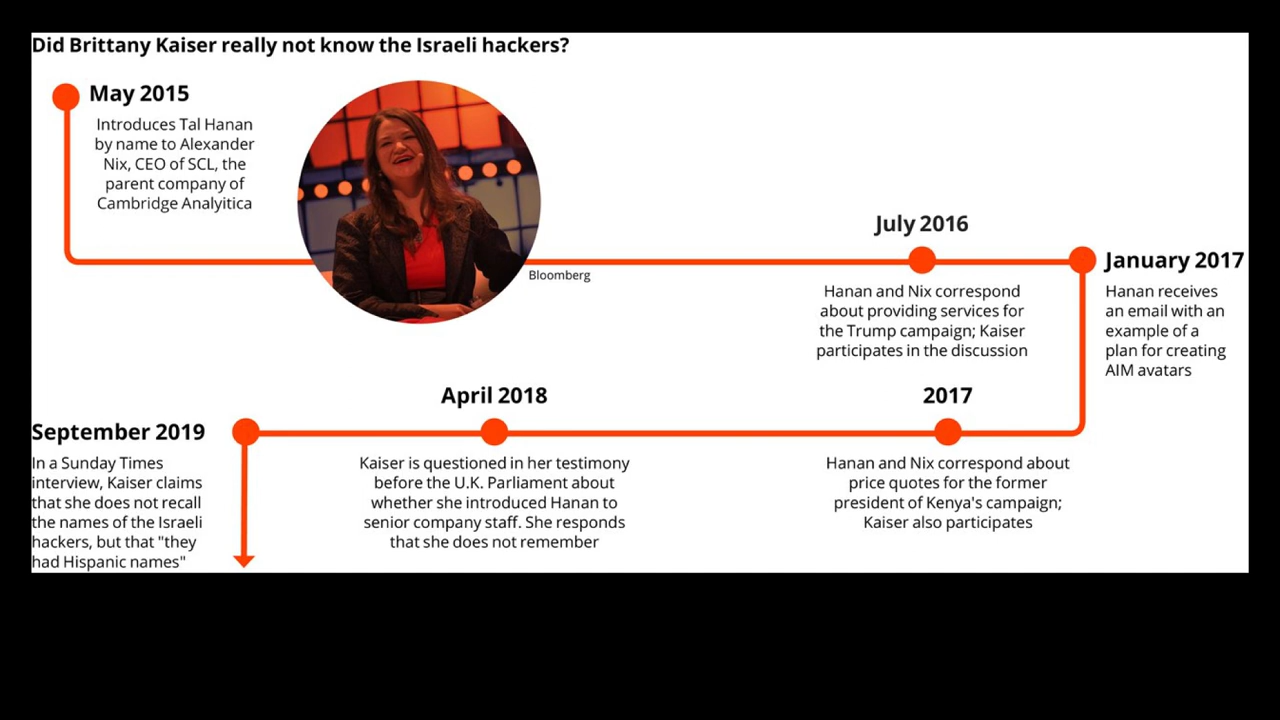 Did Brittany Kaiser really not know the Israeli hackers?
May 2015
Introduces Tal Hanan
by name to Alexander
Nix, CEO of SCL, the
parent company of
Cambridge Analyitica
Bloomberg
July 2016
Hanan and Nix correspond
about providing services for
the Trump campaign; Kaiser
participates in the discussion
January 2017
Hanan receives
an email with an
example of a
plan for creating
AIM avatars
2017
Hanan and Nix correspond about
price quotes for the former
president of Kenya's campaign;
Kaiser also participates
April 2018
Kaiser is questioned in her testimony
before the U.K. Parliament about
whether she introduced Hanan to
senior company staff. She responds
that she does not remember
September 2019
In a Sunday Times
interview, Kaiser claims
that she does not recall
the names of the Israeli
hackers, but that "they
had Hispanic names"